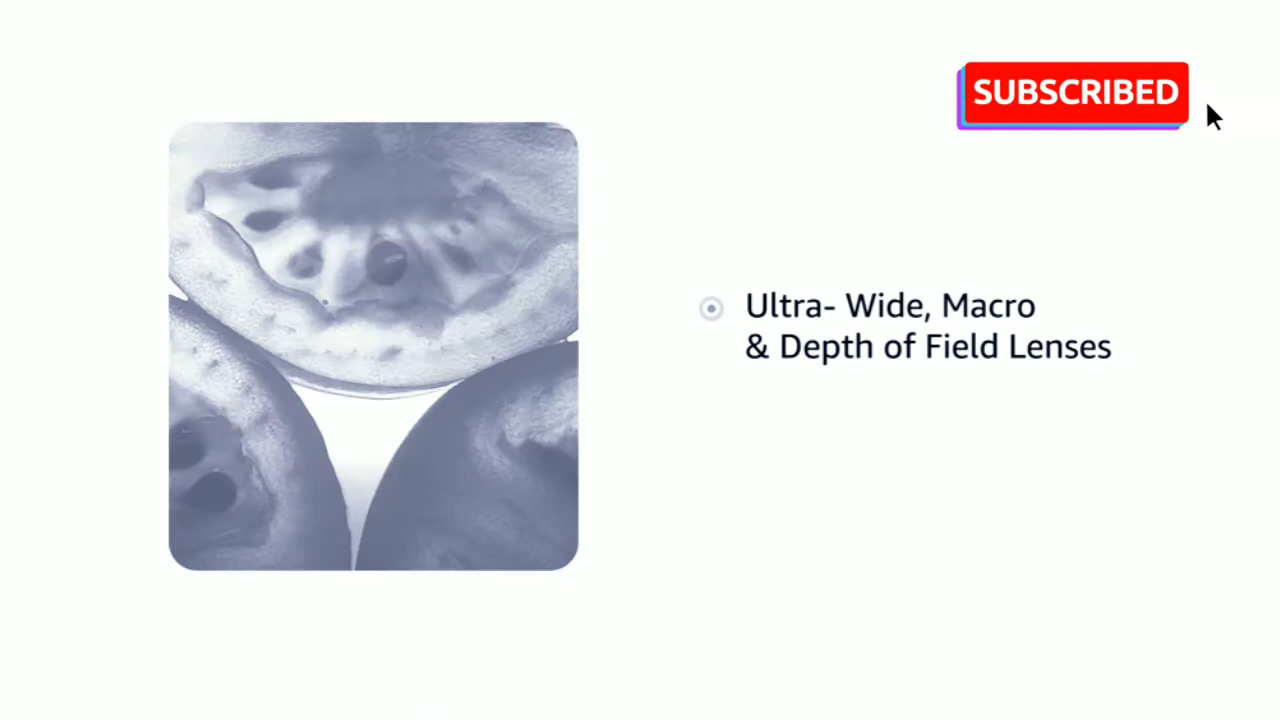 SUBSCRIBED
Ultra- Wide, Macro
& Depth of Field Lenses